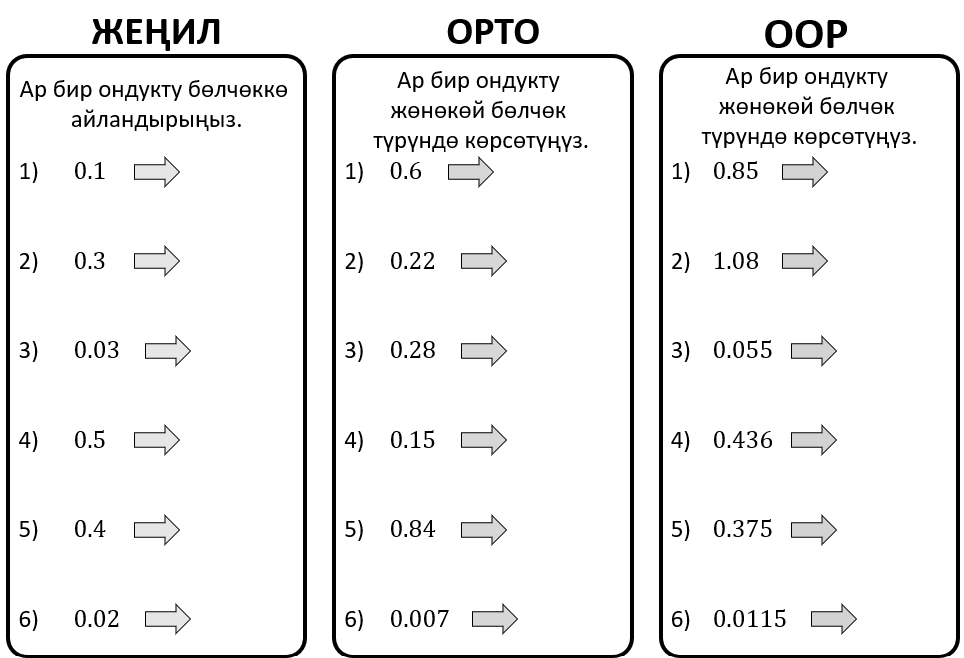 ЖЕҢИЛ
Ар бир ондукту бөлчөккө
айландырыңыз.
1) 0.1
2) 0.3
3) 0.03
4) 0.5
5) 0.4
6) 0.02
ОРТО
Ар бир ондукту
жөнөкөй бөлчөк
түрүндө көрсөтүңүз.
1) 0.6
2) 0.22
3) 0.28
4) 0.15
5) 0.84
6) 0.007
ООР
Ар бир ондукту
жөнөкөй бөлчөк
түрүндө көрсөтүңүз.
1) 0.85
2) 1.08
3) 0.055
4) 0.436
5) 0.375
6) 0.0115